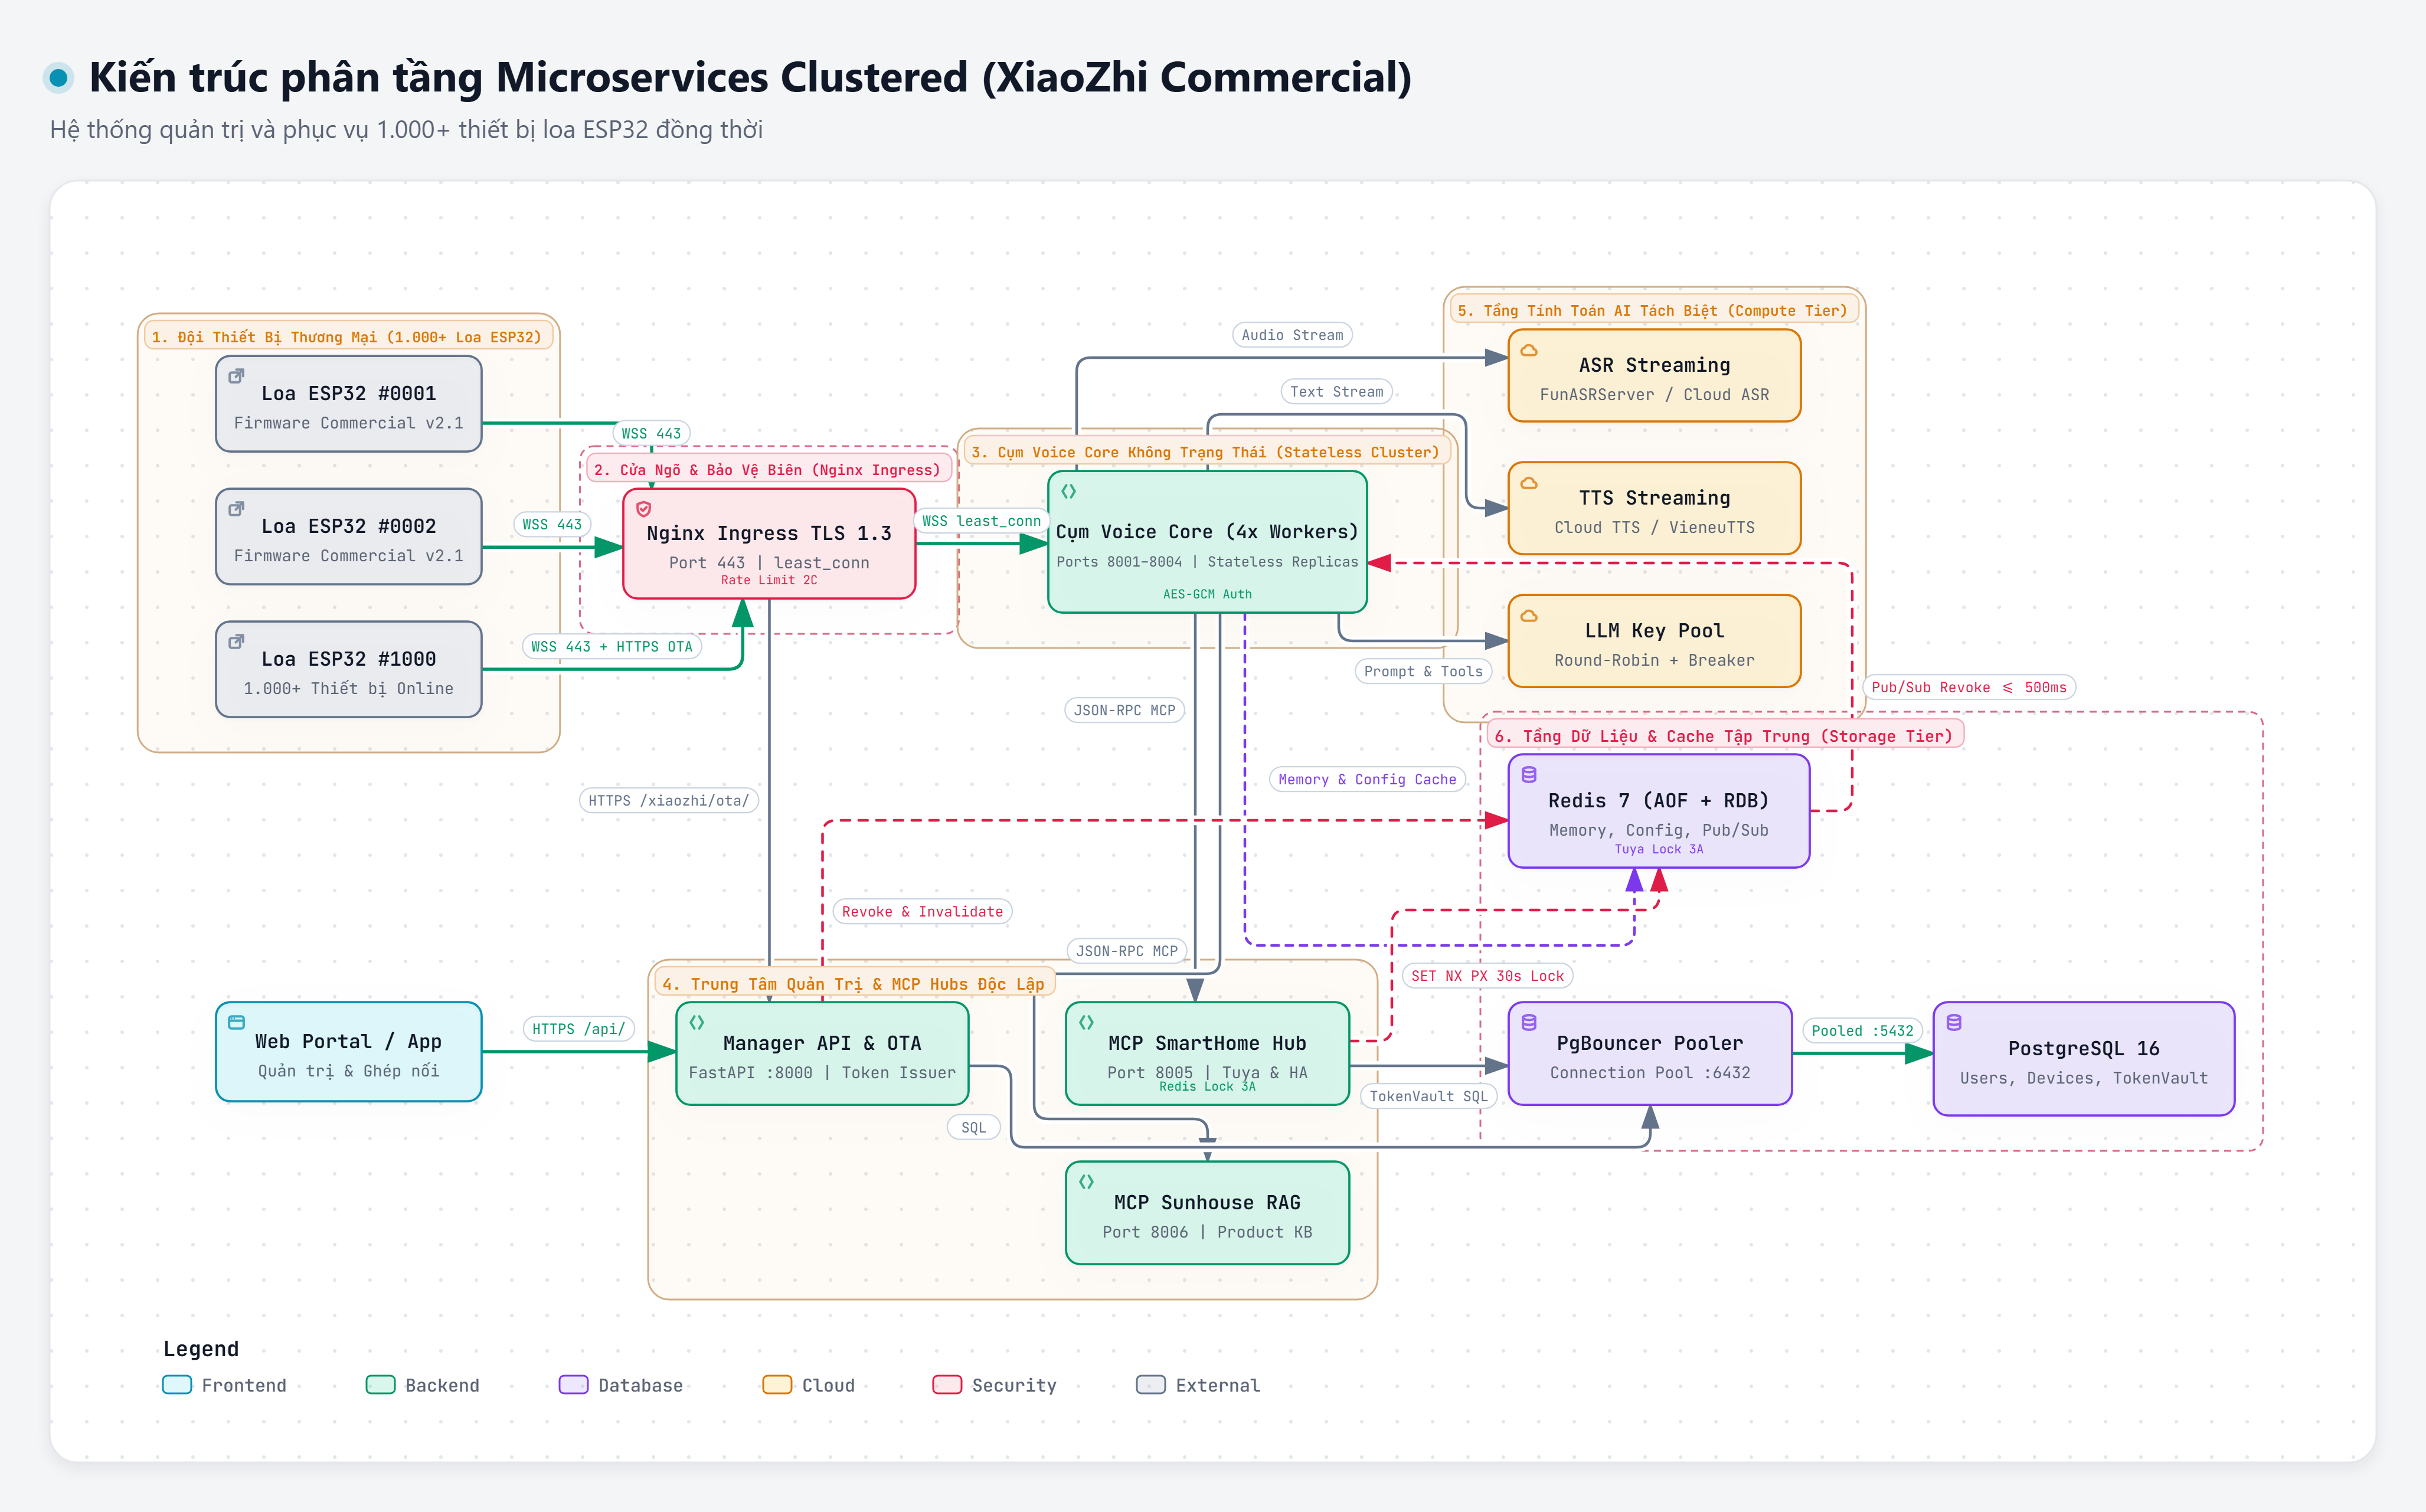 Kiến trúc phân tầng Microservices Clustered (XiaoZhi Commercial)
Hệ thống quản trị và phục vụ 1.000+ thiết bị loa ESP32 đồng thời
1. Đội Thiết Bị Thương Mại (1.000+ Loa ESP32)
Loa ESP32 #0001
Firmware Commercial v2.1
Loa ESP32 #0002
Firmware Commercial v2.1
Loa ESP32 #1000
1.000+ Thiết bị Online
WSS 443
WSS 443
WSS 443 + HTTPS OTA
2. Cửa Ngõ & Bảo Vệ Biên (Nginx Ingress)
Nginx Ingress TLS 1.3
Port 443 | least_conn
Rate Limit 2C
WSS least_conn
3. Cụm Voice Core Không Trạng Thái (Stateless Cluster)
Cụm Voice Core (4x Workers)
Ports 8001-8004 | Stateless Replicas
AES-GCM Auth
Audio Stream
Text Stream
Prompt & Tools
5. Tầng Tính Toán AI Tách Biệt (Compute Tier)
ASR Streaming
FunASRServer / Cloud ASR
TTS Streaming
Cloud TTS / VieneuTTS
LLM Key Pool
Round-Robin + Breaker
Pub/Sub Revoke ≤ 500ms
JSON-RPC MCP
Memory & Config Cache
HTTPS /xiaozhi/ota/
Revoke & Invalidate
JSON-RPC MCP
SET NX PX 30s Lock
6. Tầng Dữ Liệu & Cache Tập Trung (Storage Tier)
Redis 7 (AOF + RDB)
Memory, Config, Pub/Sub
Tuya Lock 3A
Web Portal / App
Quản trị & Ghép nối
HTTPS /api/
4. Trung Tâm Quản Trị & MCP Hubs Độc Lập
Manager API & OTA
FastAPI :8000 | Token Issuer
MCP SmartHome Hub
Port 8005 | Tuya & HA
Redis Lock 3A
SQL
TokenVault SQL
PgBouncer Pooler
Connection Pool :6432
Pooled :5432
PostgreSQL 16
Users, Devices, TokenVault
MCP Sunhouse RAG
Port 8006 | Product KB
Legend
Frontend
Backend
Database
Cloud
Security
External